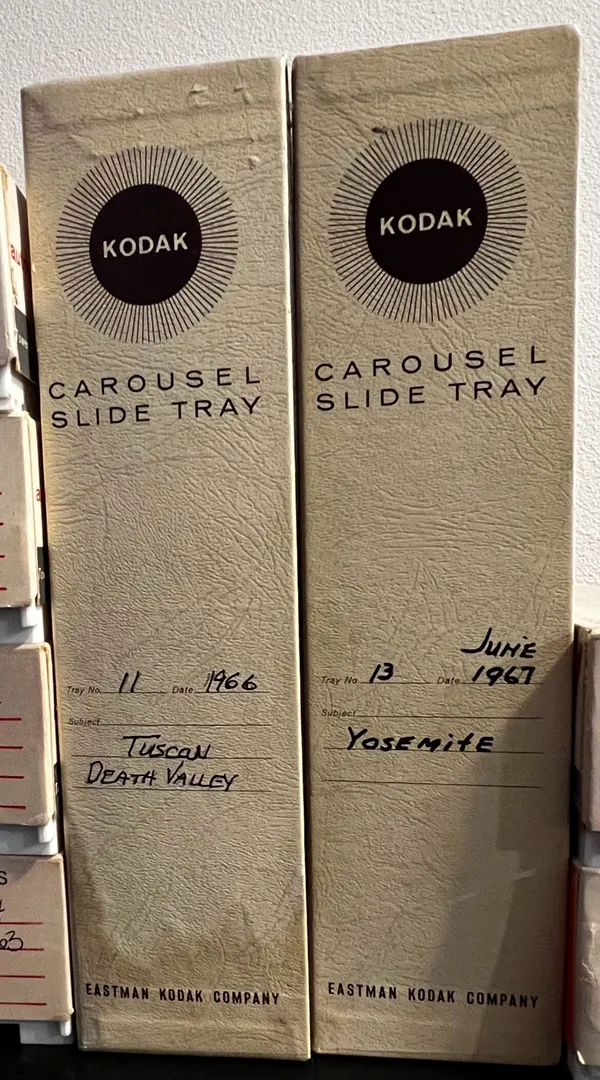 KODAK
CAROUSEL
SLIDE TRAY
Tray No. 11 Date 1966
Subject
Tuscan
Death Valley
EASTMAN KODAK COMPANY
KODAK
CAROUSEL
SLIDE TRAY
June
Tray No. 13 Date 1967
Subject
Yosemite
EASTMAN KODAK COMPANY